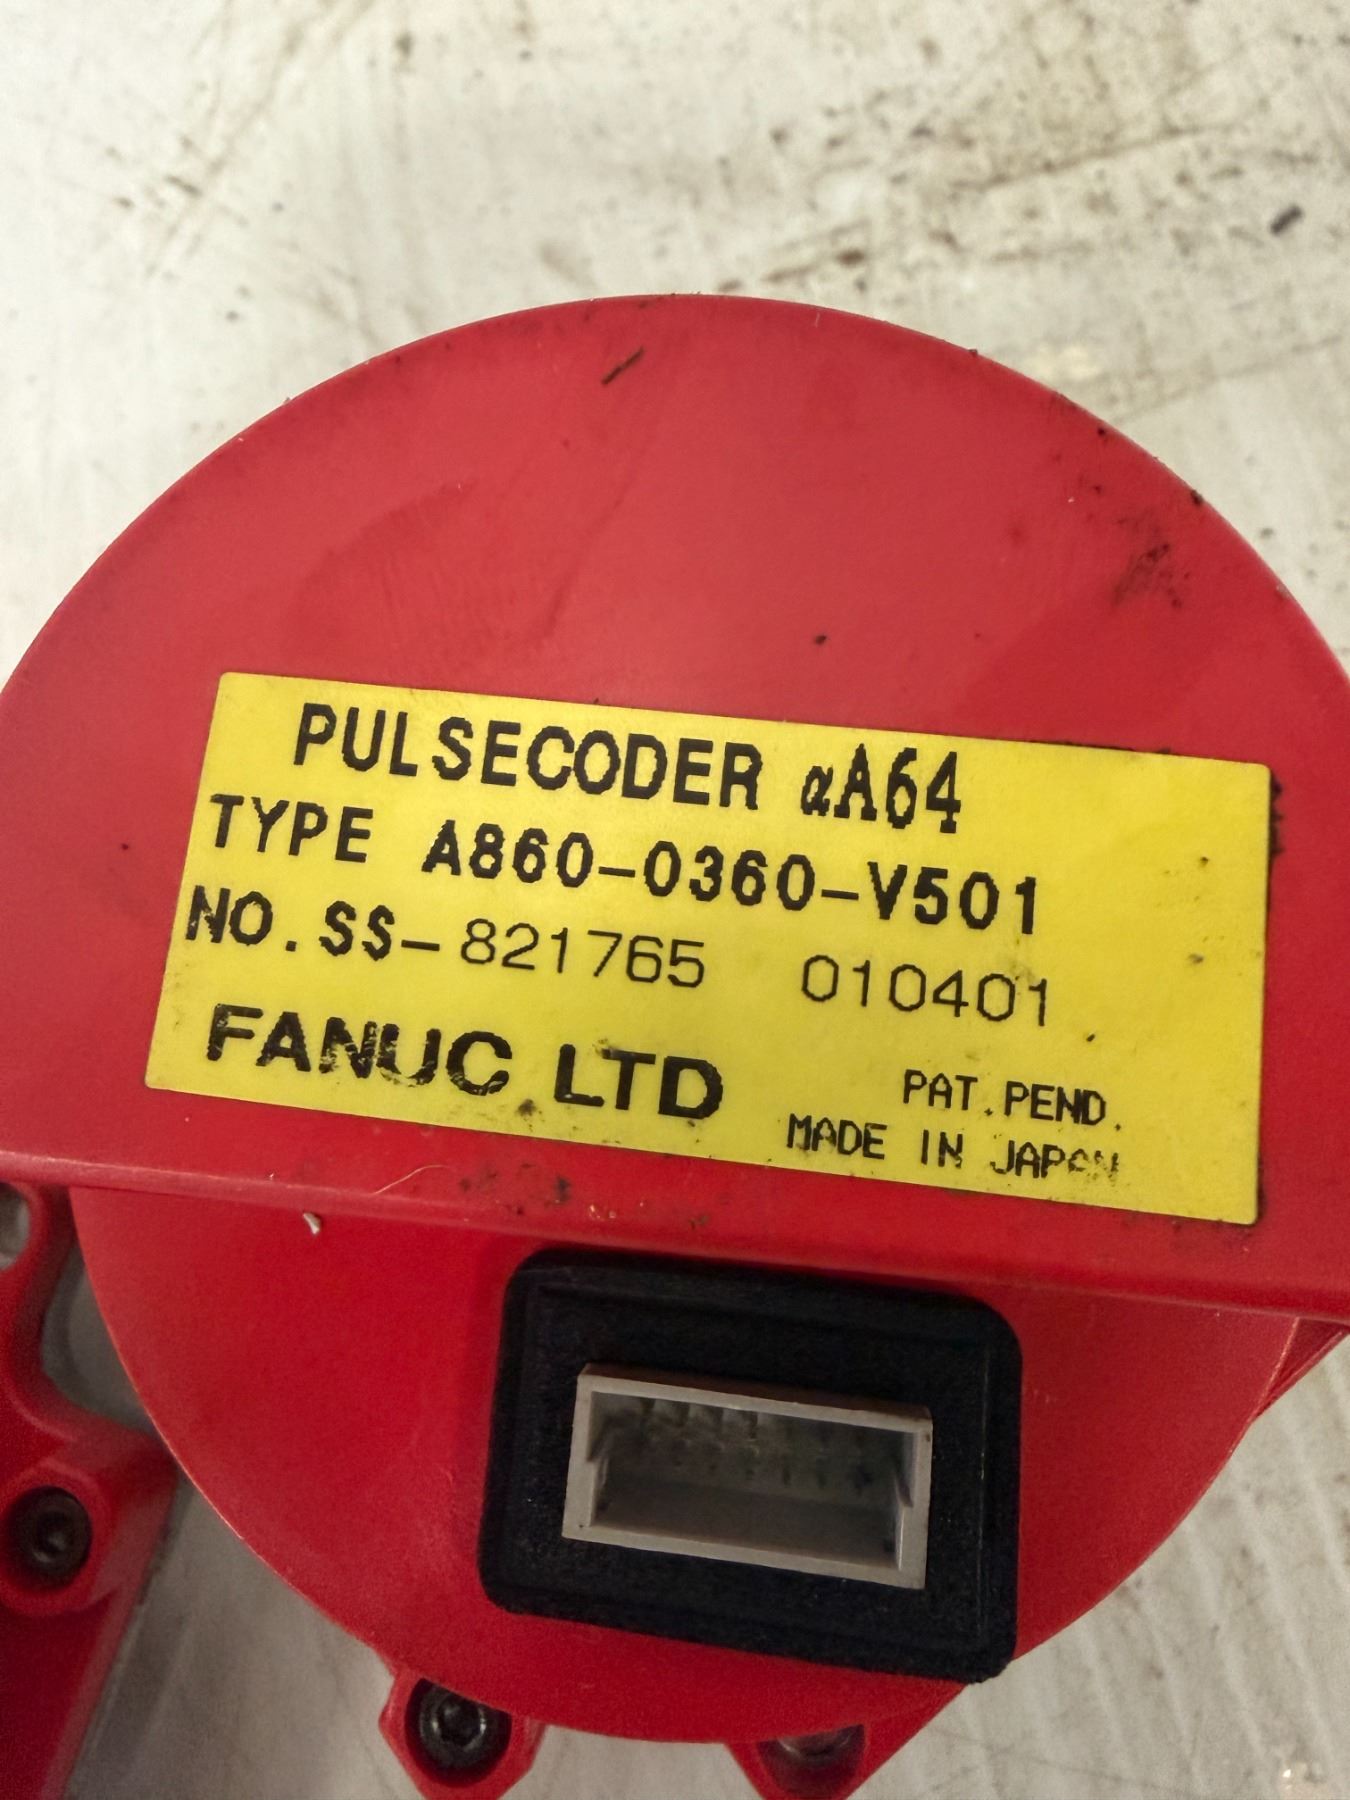 PULSECODER αA64
TYPE A860-0360-V501
NO. SS-821765 010401
FANUC LTD PAT. PEND.
MADE IN JAPAN